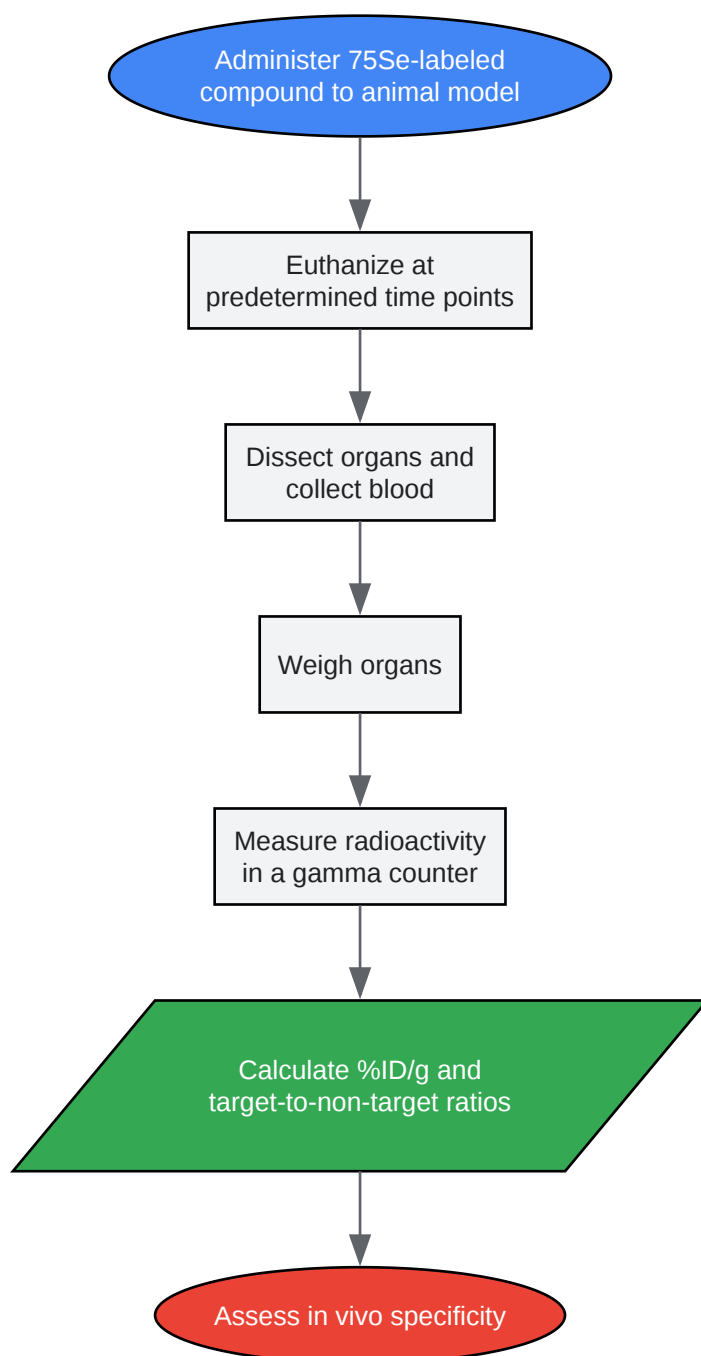 Administer 75Se-labeled
compound to animal model
Euthanize at
predetermined time points
Dissect organs and
collect blood
Weigh organs
Measure radioactivity
in a gamma counter
Calculate %ID/g and
target-to-non-target ratios
Assess in vivo specificity